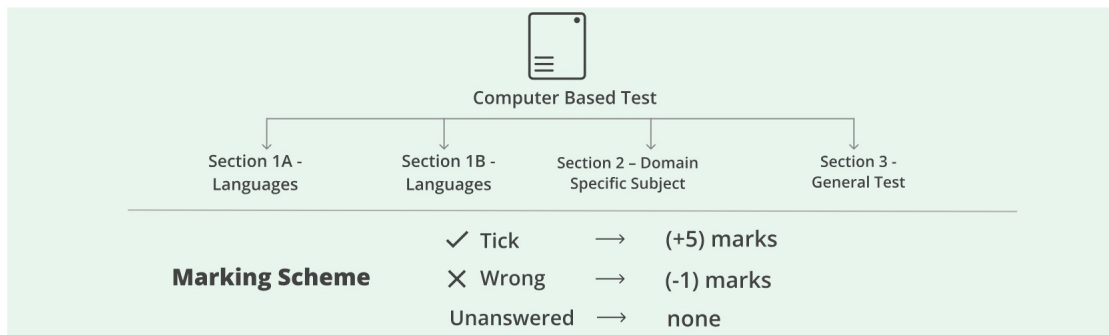 Computer Based Test
Section 1A -
Languages
Section 1B -
Languages
Section 2 – Domain
Specific Subject
Section 3 -
General Test
Marking Scheme
✓ Tick → (+5) marks
✕ Wrong → (-1) marks
Unanswered → none